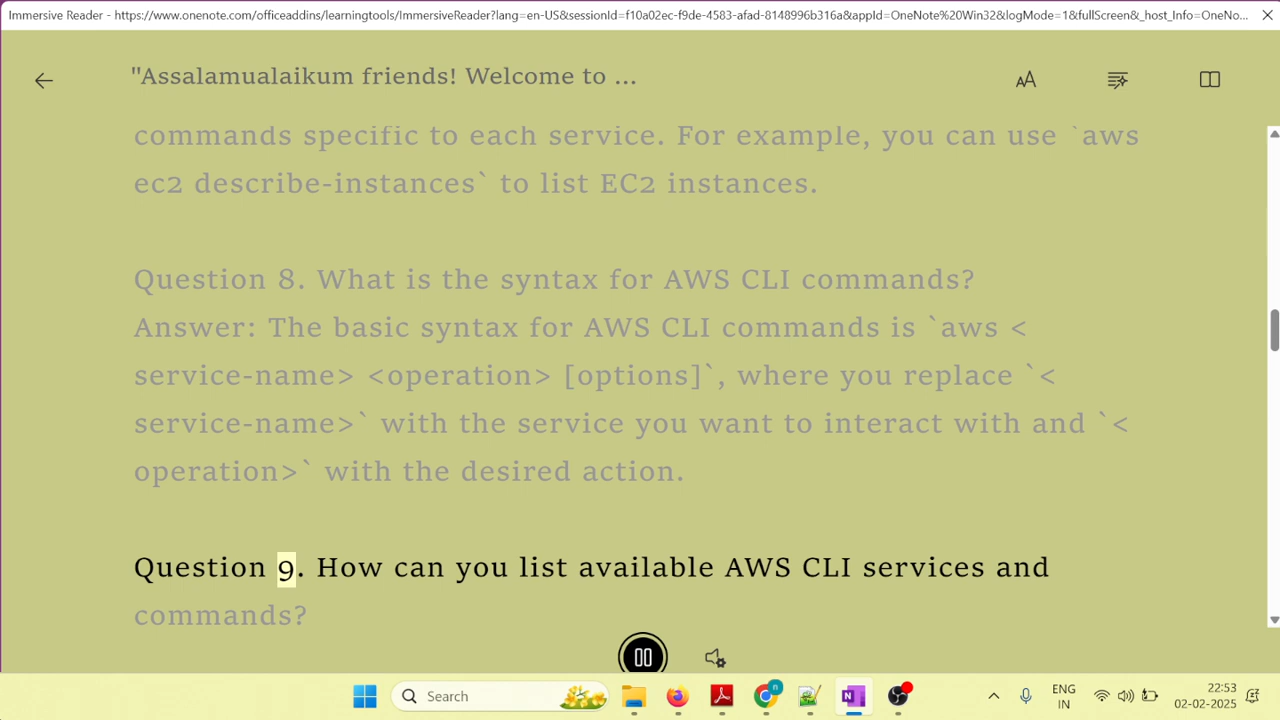 Immersive Reader - https://www.onenote.com/officeaddins/learningtools/ImmersiveReader?lang=en-US&sessionId=f10a02ec-f9de-4583-afad-8148996b316a&appId=OneNote%20Win32&logMode=1&fullScreen&_host_Info=OneNo...
"Assalamualaikum friends! Welcome to ...
commands specific to each service. For example, you can use `aws
ec2 describe-instances` to list EC2 instances.
Question 8. What is the syntax for AWS CLI commands?
Answer: The basic syntax for AWS CLI commands is `aws <
service-name> <operation> [options]`, where you replace `<
service-name>` with the service you want to interact with and `<
operation>` with the desired action.
Question 9. How can you list available AWS CLI services and
commands?
Search
ENG
IN
22:53
02-02-2025